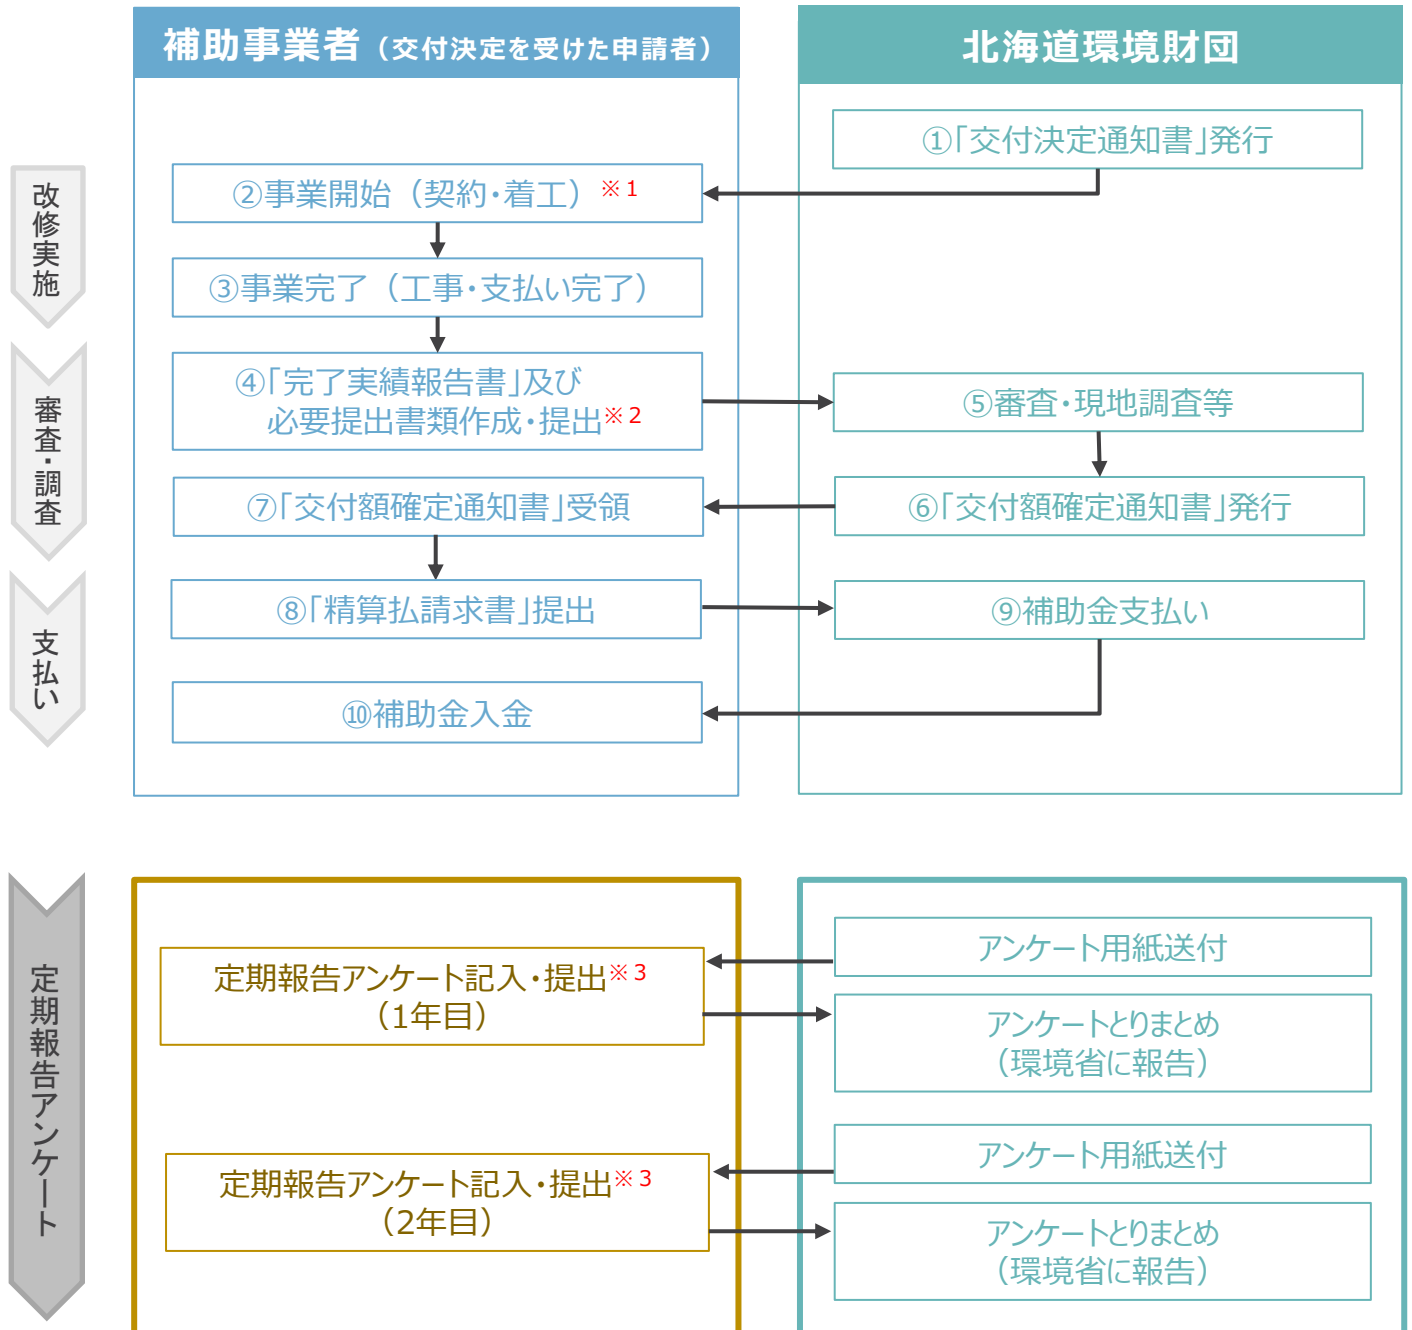 補助事業者（交付決定を受けた申請者）
北海道環境財団
改修実施
審査・調査
支払い
①「交付決定通知書」発行
②事業開始（契約・着工）※1
③事業完了（工事・支払い完了）
④「完了実績報告書」及び
必要提出書類作成・提出※2
⑤審査・現地調査等
⑥「交付額確定通知書」発行
⑦「交付額確定通知書」受領
⑧「精算払請求書」提出
⑨補助金支払い
⑩補助金入金
定期報告アンケート
アンケート用紙送付
定期報告アンケート記入・提出※3
（1年目）
アンケートとりまとめ
（環境省に報告）
アンケート用紙送付
定期報告アンケート記入・提出※3
（2年目）
アンケートとりまとめ
（環境省に報告）